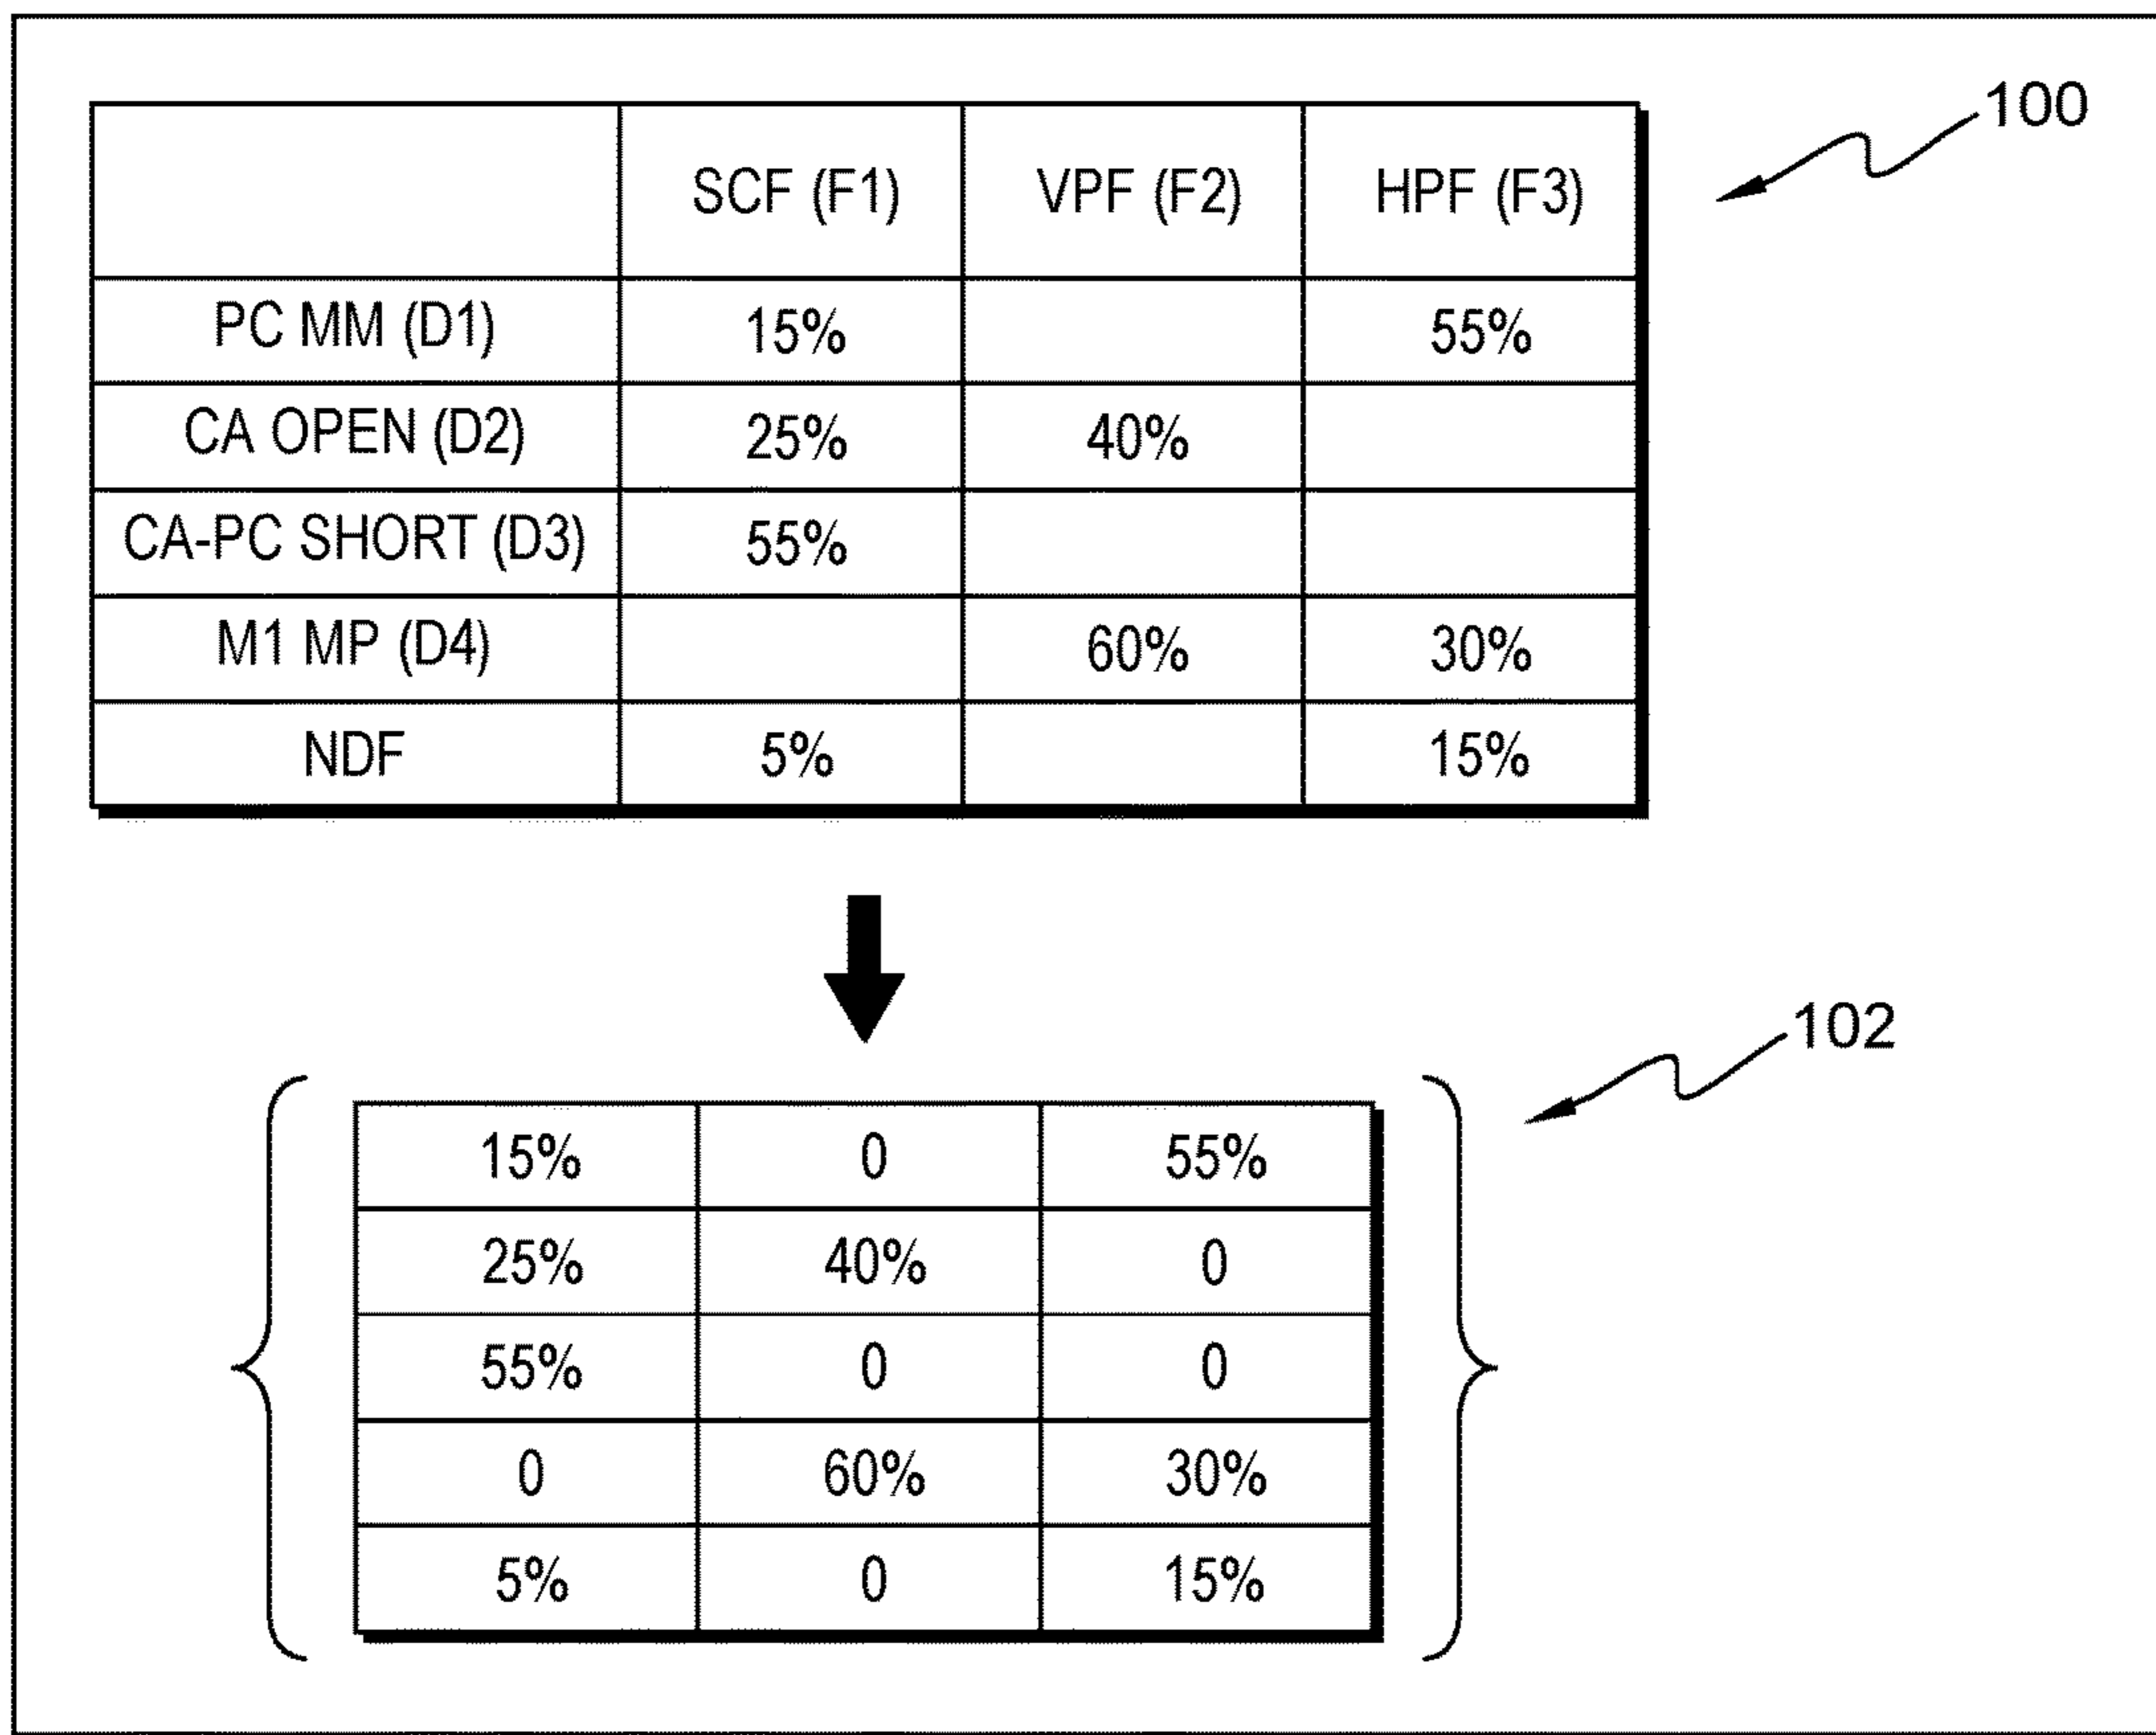 100
SCF (F1) VPF (F2) HPF (F3)
PC MM (D1) 15% 55%
CA OPEN (D2) 25% 40%
CA-PC SHORT (D3) 55%
M1 MP (D4) 60% 30%
NDF 5% 15%
102
15% 0 55%
25% 40% 0
55% 0 0
0 60% 30%
5% 0 15%